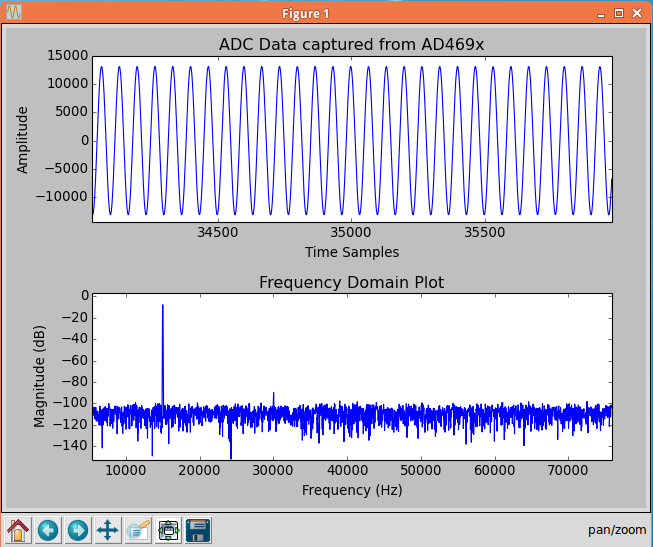 Figure 1
ADC Data captured from AD469x
15000
10000
5000
0
−5000
−10000
Amplitude
34500 35000 35500
Time Samples
Frequency Domain Plot
0
−20
−40
−60
−80
−100
−120
−140
Magnitude (dB)
10000 20000 30000 40000 50000 60000 70000
Frequency (Hz)
pan/zoom